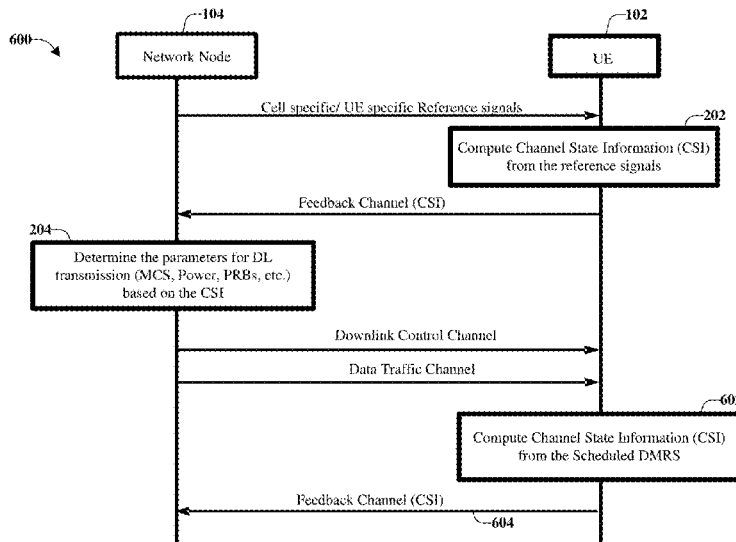 104
102
600
Network Node
UE
Cell specific/ UE specific Reference signals
202
Compute Channel State Information (CSI)
from the reference signals
Feedback Channel (CSI)
204
Determine the parameters for DL
transmission (MCS, Power, PRBs, etc.)
based on the CSI
Downlink Control Channel
Data Traffic Channel
Compute Channel State Information (CSI)
from the Scheduled DMRS
Feedback Channel (CSI)
604